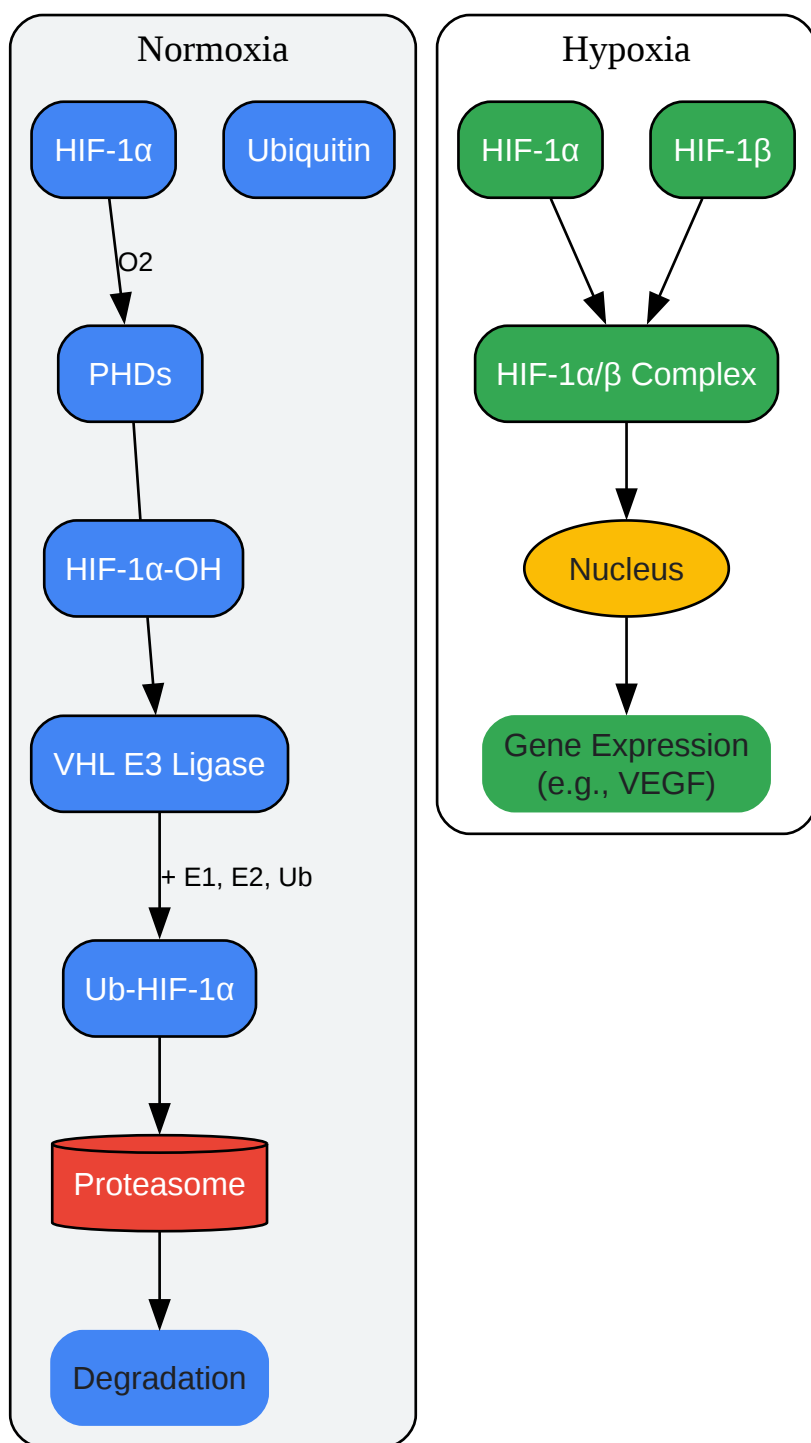 Normoxia
HIF-1α
Ubiquitin
O2
PHDs
HIF-1α-OH
VHL E3 Ligase
+ E1, E2, Ub
Ub-HIF-1α
Proteasome
Degradation
Hypoxia
HIF-1α
HIF-1β
HIF-1α/β Complex
Nucleus
Gene Expression
(e.g., VEGF)